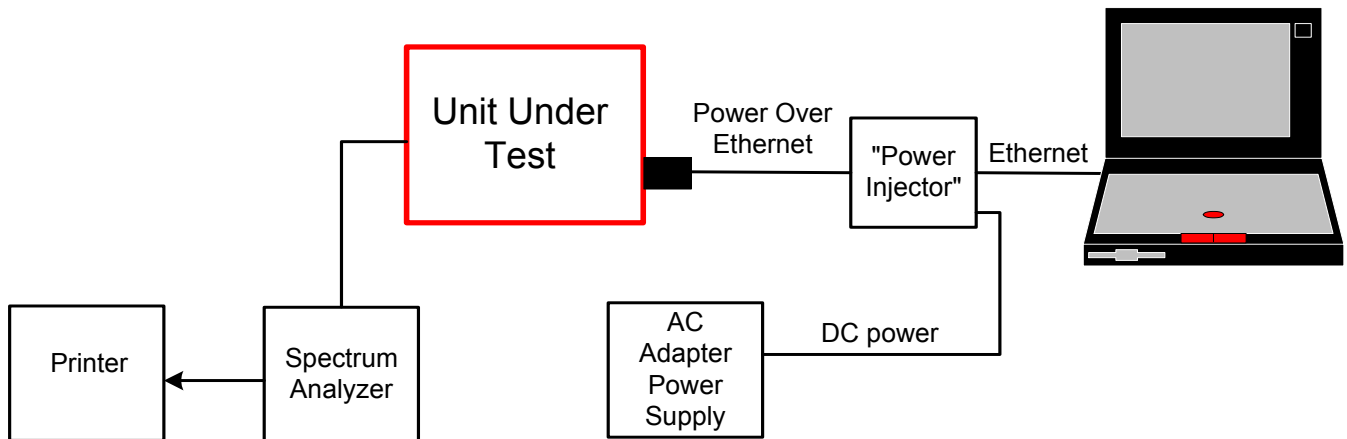 Unit Under
Test
Power Over
Ethernet
"Power
Injector"
Ethernet
Printer
Spectrum
Analyzer
AC
Adapter
Power
Supply
DC power